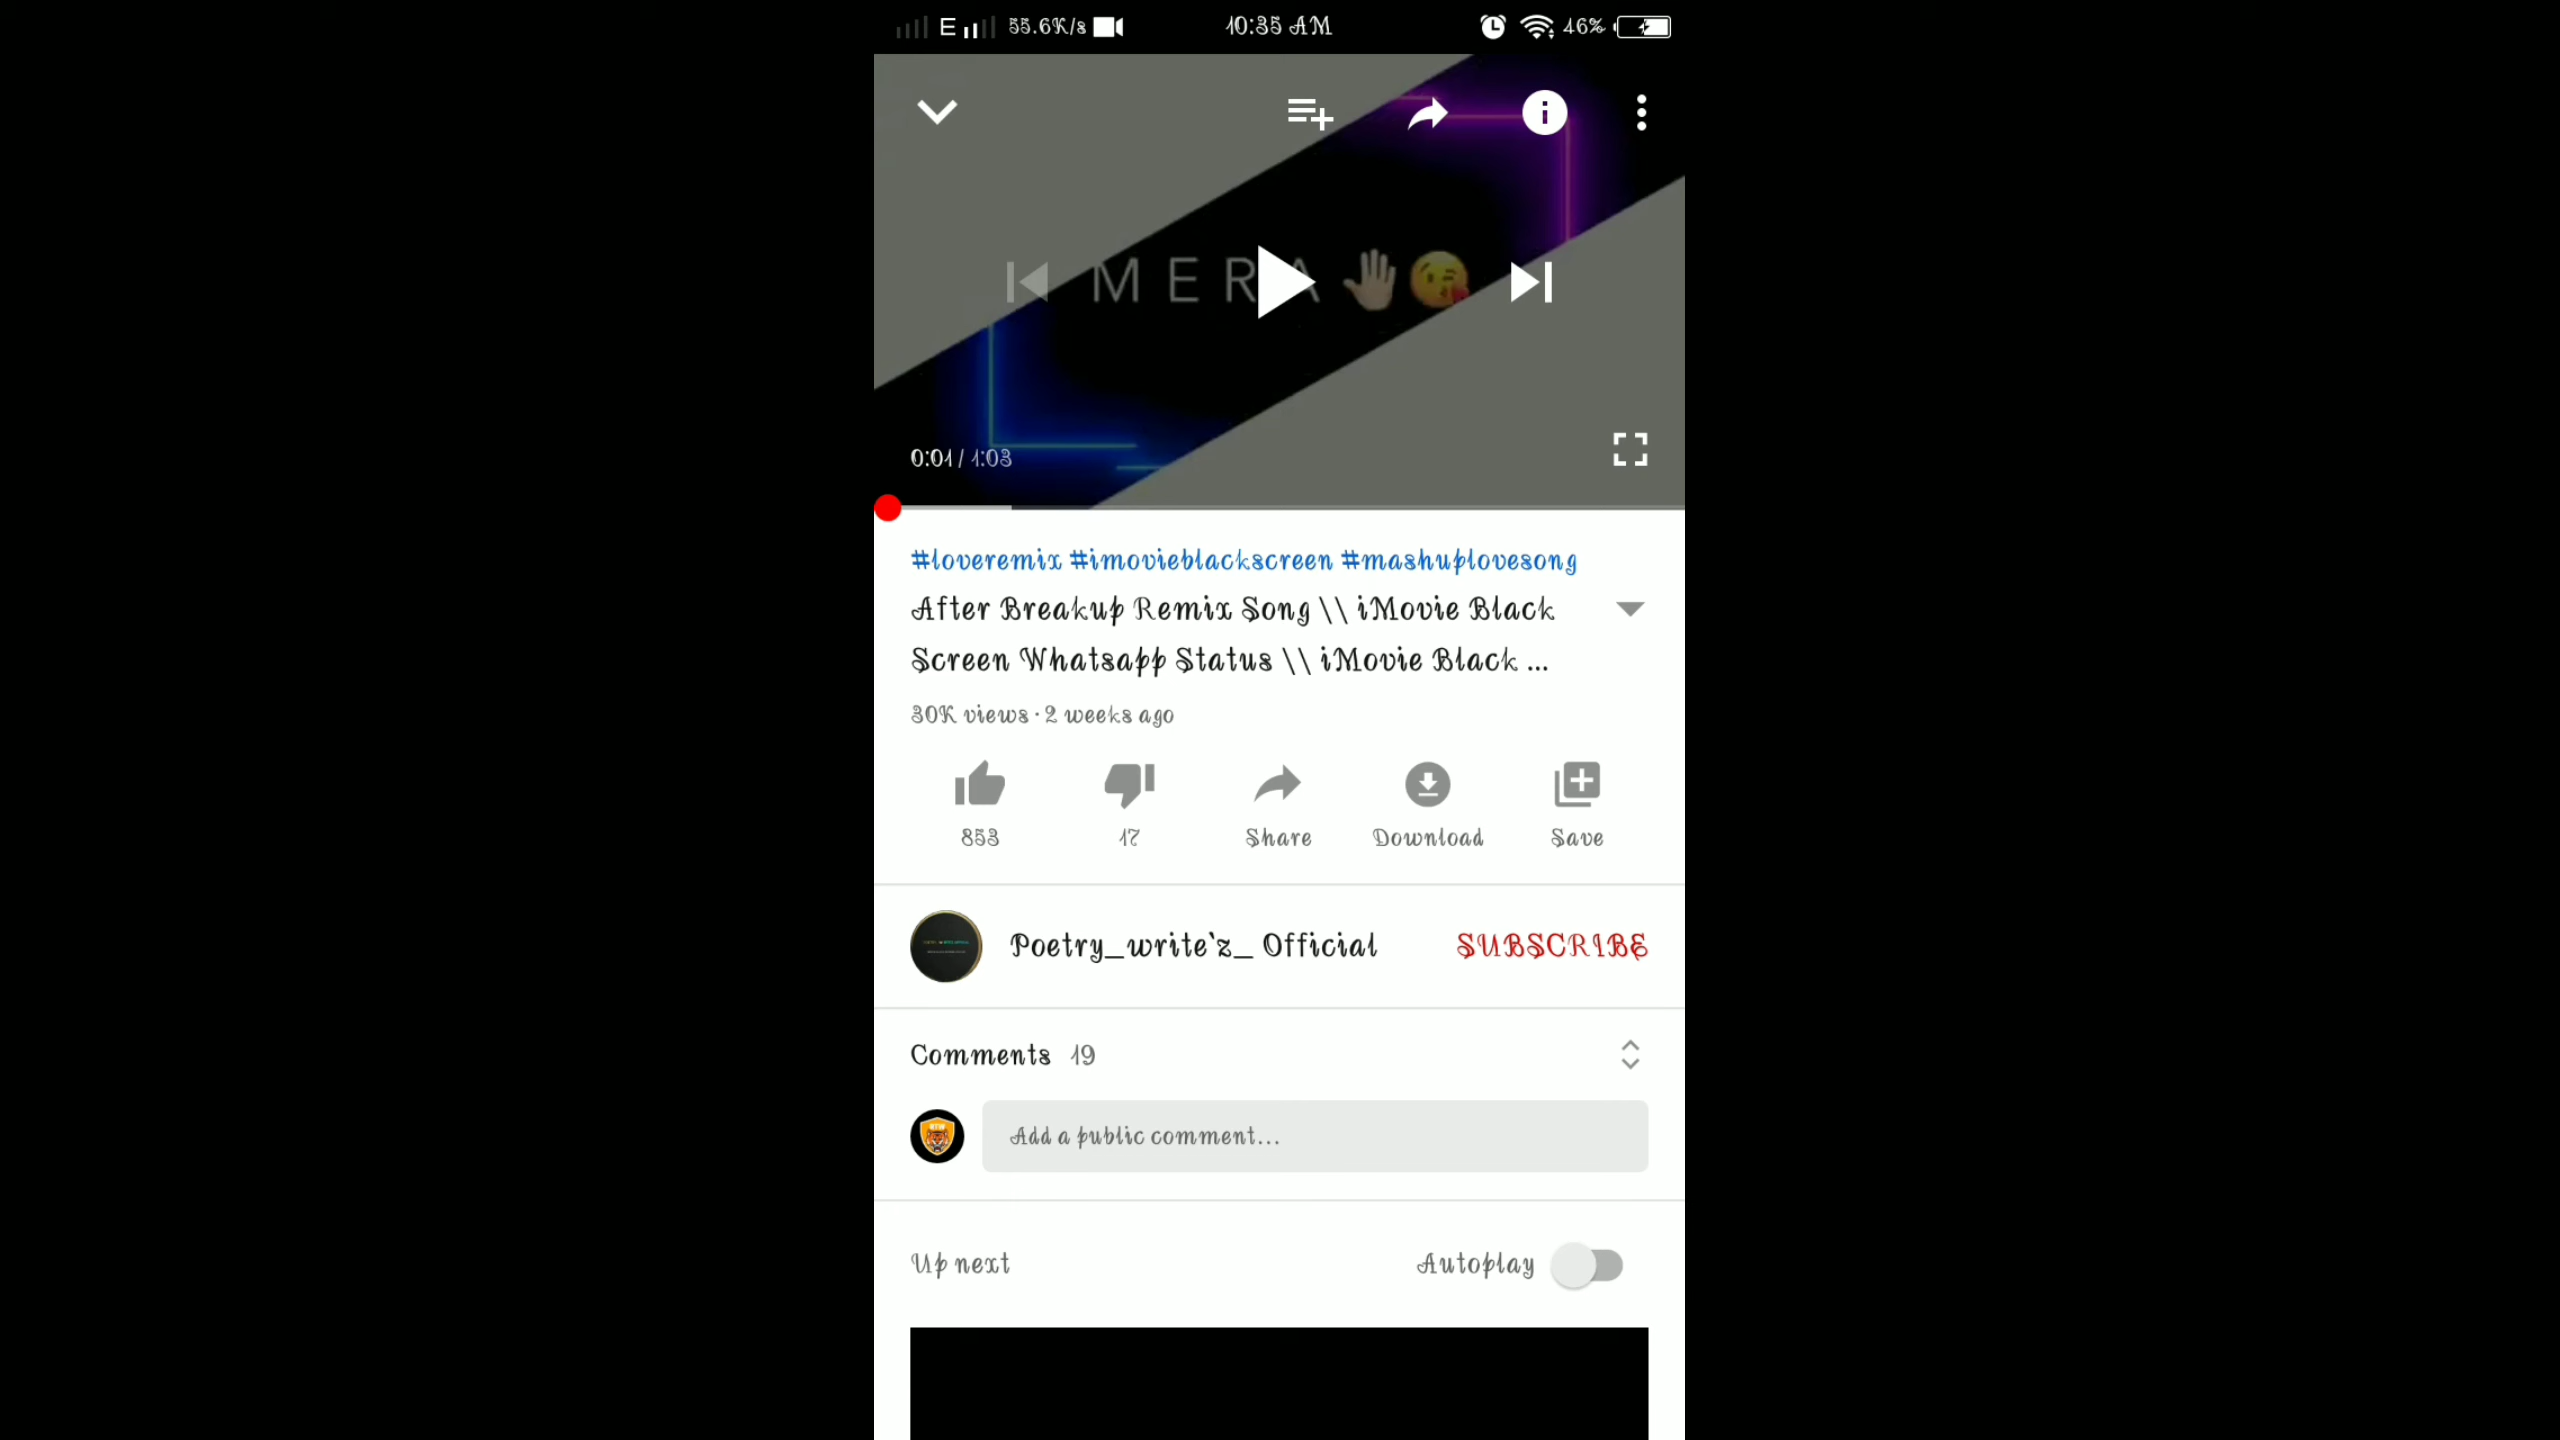 E 55.6K/s 10:35 AM 46%
MERA 👋😘
0:01 / 1:03
#loveremix #imovieblackscreen #mashuplovesong
After Breakup Remix Song \\ iMovie Black
Screen Whatsapp Status \\ iMovie Black ...
30K views · 2 weeks ago
853 17 Share Download Save
Poetry_write`z_ Official SUBSCRIBE
Comments 19
Add a public comment...
Up next Autoplay